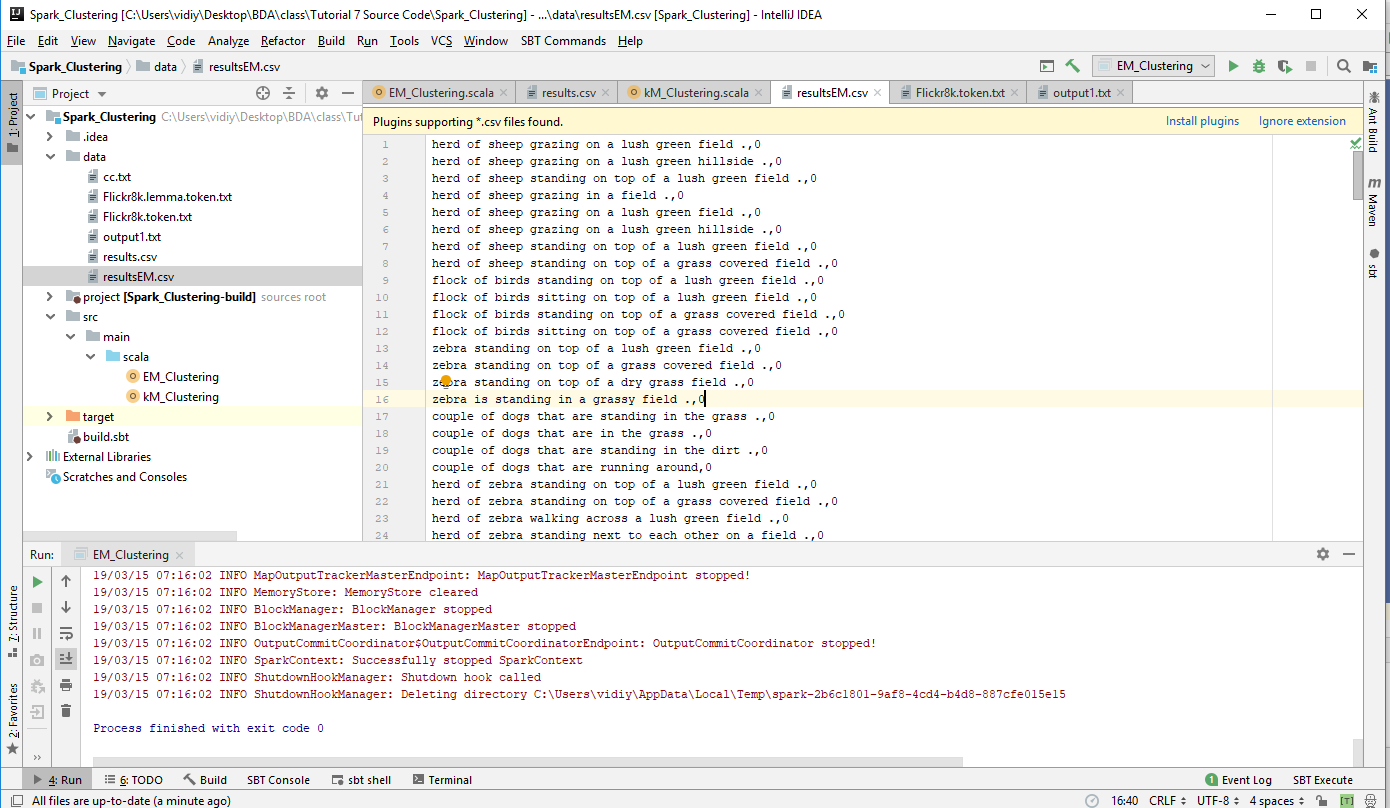 Spark_Clustering [C:\Users\vidiy\Desktop\BDA\class\Tutorial 7 Source Code\Spark_Clustering] - ...\data\resultsEM.csv [Spark_Clustering] - IntelliJ IDEA
File Edit View Navigate Code Analyze Refactor Build Run Tools VCS Window SBT Commands Help
Spark_Clustering data resultsEM.csv EM_Clustering
1: Project
Project
EM_Clustering.scala results.csv kM_Clustering.scala resultsEM.csv Flickr8k.token.txt output1.txt
Ant Build
Maven
sbt
Spark_Clustering C:\Users\vidiy\Desktop\BDA\class\Tut
.idea
data
cc.txt
Flickr8k.lemma.token.txt
Flickr8k.token.txt
output1.txt
results.csv
resultsEM.csv
project [Spark_Clustering-build] sources root
src
main
scala
EM_Clustering
kM_Clustering
target
build.sbt
External Libraries
Scratches and Consoles
Plugins supporting *.csv files found. Install plugins Ignore extension
1 herd of sheep grazing on a lush green field .,0
2 herd of sheep grazing on a lush green hillside .,0
3 herd of sheep standing on top of a lush green field .,0
4 herd of sheep grazing in a field .,0
5 herd of sheep grazing on a lush green field .,0
6 herd of sheep grazing on a lush green hillside .,0
7 herd of sheep standing on top of a lush green field .,0
8 herd of sheep standing on top of a grass covered field .,0
9 flock of birds standing on top of a lush green field .,0
10 flock of birds sitting on top of a lush green field .,0
11 flock of birds standing on top of a grass covered field .,0
12 flock of birds sitting on top of a grass covered field .,0
13 zebra standing on top of a lush green field .,0
14 zebra standing on top of a grass covered field .,0
15 zebra standing on top of a dry grass field .,0
16 zebra is standing in a grassy field .,0
17 couple of dogs that are standing in the grass .,0
18 couple of dogs that are in the grass .,0
19 couple of dogs that are standing in the dirt .,0
20 couple of dogs that are running around,0
21 herd of zebra standing on top of a lush green field .,0
22 herd of zebra standing on top of a grass covered field .,0
23 herd of zebra walking across a lush green field .,0
24 herd of zebra standing next to each other on a field .,0
Run: EM_Clustering
7: Structure
2: Favorites
19/03/15 07:16:02 INFO MapOutputTrackerMasterEndpoint: MapOutputTrackerMasterEndpoint stopped!
19/03/15 07:16:02 INFO MemoryStore: MemoryStore cleared
19/03/15 07:16:02 INFO BlockManager: BlockManager stopped
19/03/15 07:16:02 INFO BlockManagerMaster: BlockManagerMaster stopped
19/03/15 07:16:02 INFO OutputCommitCoordinator$OutputCommitCoordinatorEndpoint: OutputCommitCoordinator stopped!
19/03/15 07:16:02 INFO SparkContext: Successfully stopped SparkContext
19/03/15 07:16:02 INFO ShutdownHookManager: Shutdown hook called
19/03/15 07:16:02 INFO ShutdownHookManager: Deleting directory C:\Users\vidiy\AppData\Local\Temp\spark-2b6c1801-9af8-4cd4-b4d8-887cfe015e15
Process finished with exit code 0
4: Run 6: TODO Build SBT Console sbt shell Terminal 1 Event Log SBT Execute
All files are up-to-date (a minute ago) 16:40 CRLF UTF-8 4 spaces [T]